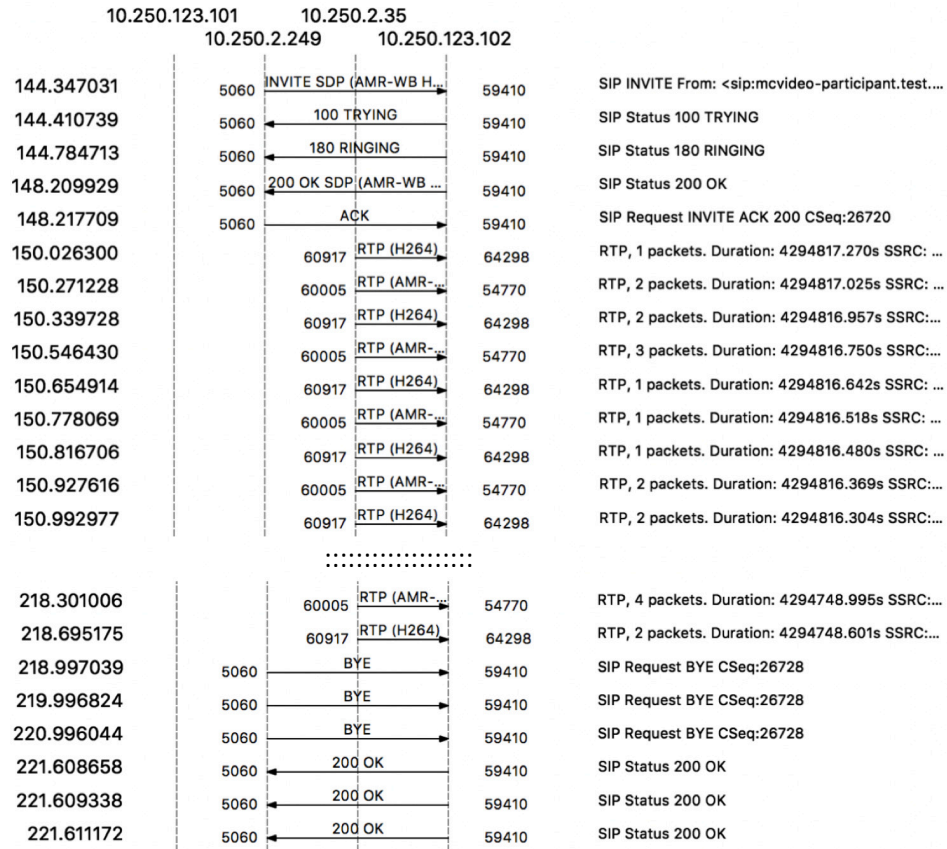 10.250.123.101 10.250.2.35
10.250.2.249 10.250.123.102
144.347031 5060 INVITE SDP (AMR-WB H... 59410 SIP INVITE From: <sip:mcvideo-participant.test....
144.410739 5060 100 TRYING 59410 SIP Status 100 TRYING
144.784713 5060 180 RINGING 59410 SIP Status 180 RINGING
148.209929 5060 200 OK SDP (AMR-WB ... 59410 SIP Status 200 OK
148.217709 5060 ACK 59410 SIP Request INVITE ACK 200 CSeq:26720
150.026300 60917 RTP (H264) 64298 RTP, 1 packets. Duration: 4294817.270s SSRC: ...
150.271228 60005 RTP (AMR-... 54770 RTP, 2 packets. Duration: 4294817.025s SSRC: ...
150.339728 60917 RTP (H264) 64298 RTP, 2 packets. Duration: 4294816.957s SSRC:...
150.546430 60005 RTP (AMR-... 54770 RTP, 3 packets. Duration: 4294816.750s SSRC:...
150.654914 60917 RTP (H264) 64298 RTP, 1 packets. Duration: 4294816.642s SSRC: ...
150.778069 60005 RTP (AMR-... 54770 RTP, 1 packets. Duration: 4294816.518s SSRC: ...
150.816706 60917 RTP (H264) 64298 RTP, 1 packets. Duration: 4294816.480s SSRC: ...
150.927616 60005 RTP (AMR-... 54770 RTP, 2 packets. Duration: 4294816.369s SSRC:...
150.992977 60917 RTP (H264) 64298 RTP, 2 packets. Duration: 4294816.304s SSRC:...
218.301006 60005 RTP (AMR-... 54770 RTP, 4 packets. Duration: 4294748.995s SSRC:...
218.695175 60917 RTP (H264) 64298 RTP, 2 packets. Duration: 4294748.601s SSRC:...
218.997039 5060 BYE 59410 SIP Request BYE CSeq:26728
219.996824 5060 BYE 59410 SIP Request BYE CSeq:26728
220.996044 5060 BYE 59410 SIP Request BYE CSeq:26728
221.608658 5060 200 OK 59410 SIP Status 200 OK
221.609338 5060 200 OK 59410 SIP Status 200 OK
221.611172 5060 200 OK 59410 SIP Status 200 OK